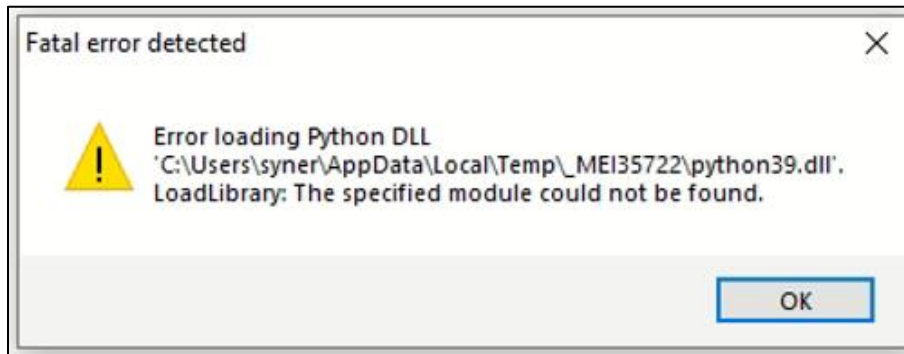 Fatal error detected
Error loading Python DLL
'C:\Users\syner\AppData\Local\Temp\_MEI35722\python39.dll'.
LoadLibrary: The specified module could not be found.
OK